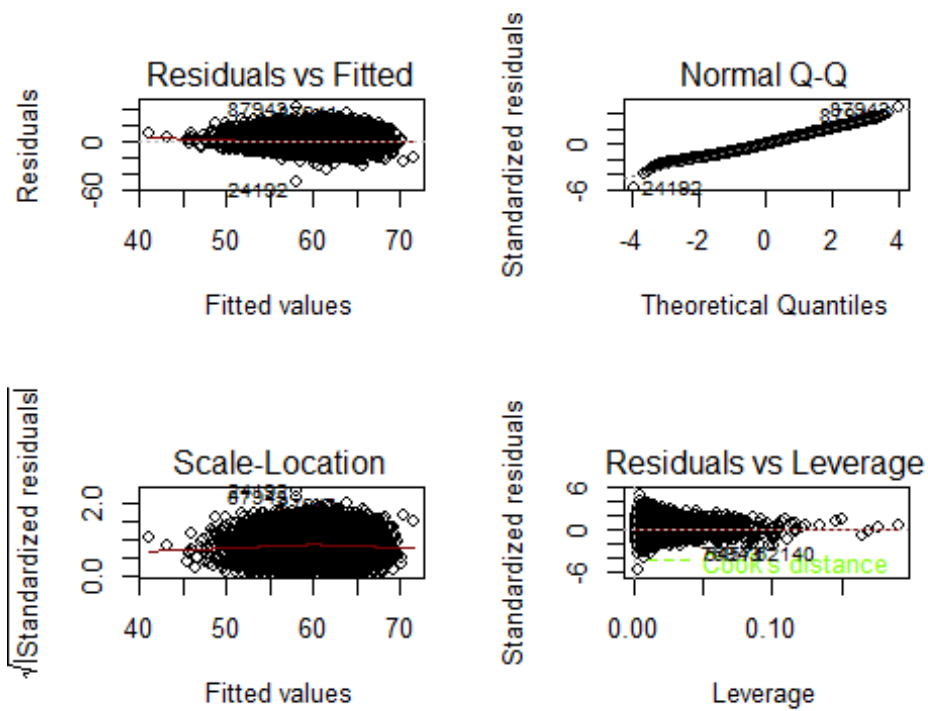 Residuals vs Fitted
Residuals
0
-60
87943
24192
40
50
60
70
Fitted values
Normal Q-Q
Standardized residuals
0
-6
24192
-4
-2
0
2
4
Theoretical Quantiles
Scale-Location
√|Standardized residuals|
2.0
0.0
40
50
60
70
Fitted values
Residuals vs Leverage
Standardized residuals
6
0
-6
Cook's distance
0.00
0.10
Leverage